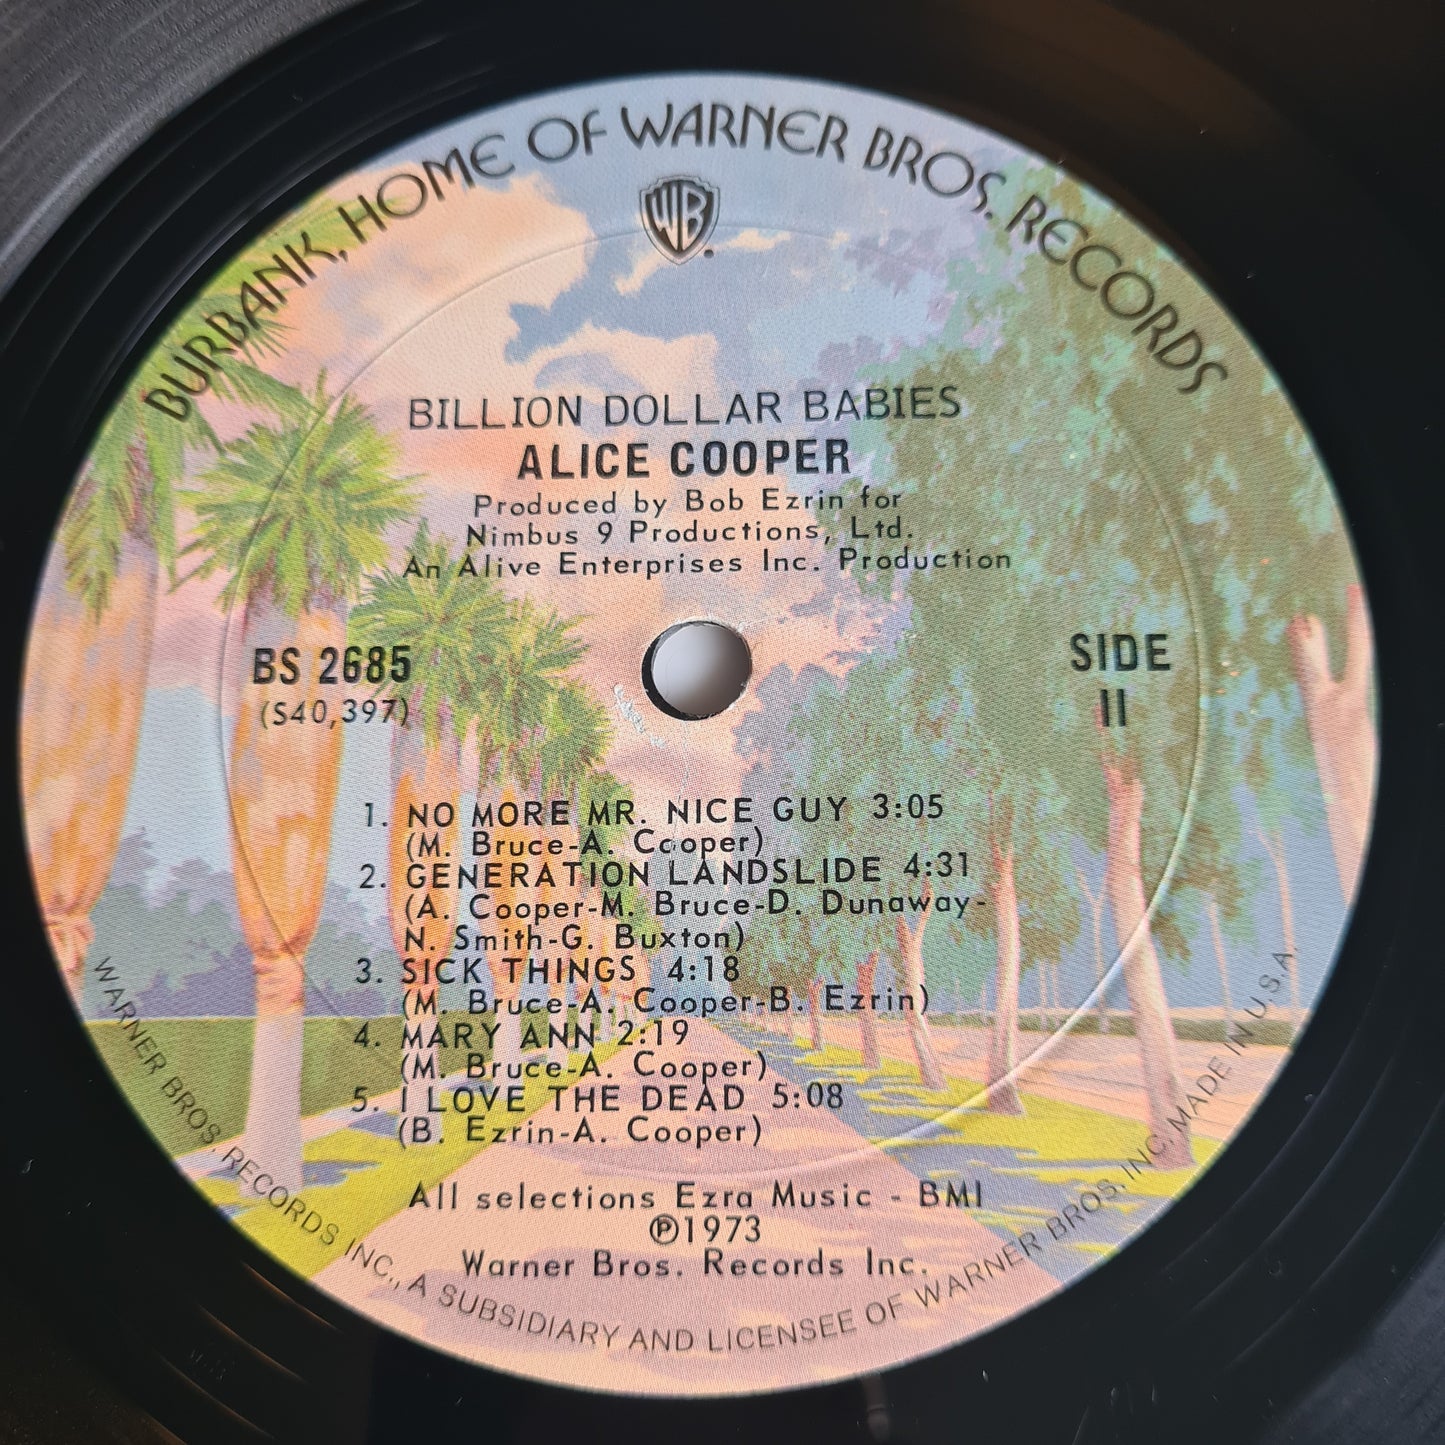 BURBANK, HOME OF WARNER BROS. RECORDS
WB
BILLION DOLLAR BABIES
ALICE COOPER
Produced by Bob Ezrin for
Nimbus 9 Productions, Ltd.
An Alive Enterprises Inc. Production
BS 2685
(S40,397)
SIDE
II
1. NO MORE MR. NICE GUY 3:05
(M. Bruce-A. Cooper)
2. GENERATION LANDSLIDE 4:31
(A. Cooper-M. Bruce-D. Dunaway-
N. Smith-G. Buxton)
3. SICK THINGS 4:18
(M. Bruce-A. Cooper-B. Ezrin)
4. MARY ANN 2:19
(M. Bruce-A. Cooper)
5. I LOVE THE DEAD 5:08
(B. Ezrin-A. Cooper)
All selections Ezra Music - BMI
℗1973
Warner Bros. Records Inc.
WARNER BROS. RECORDS INC., A SUBSIDIARY AND LICENSEE OF WARNER BROS. INC. MADE IN U.S.A.